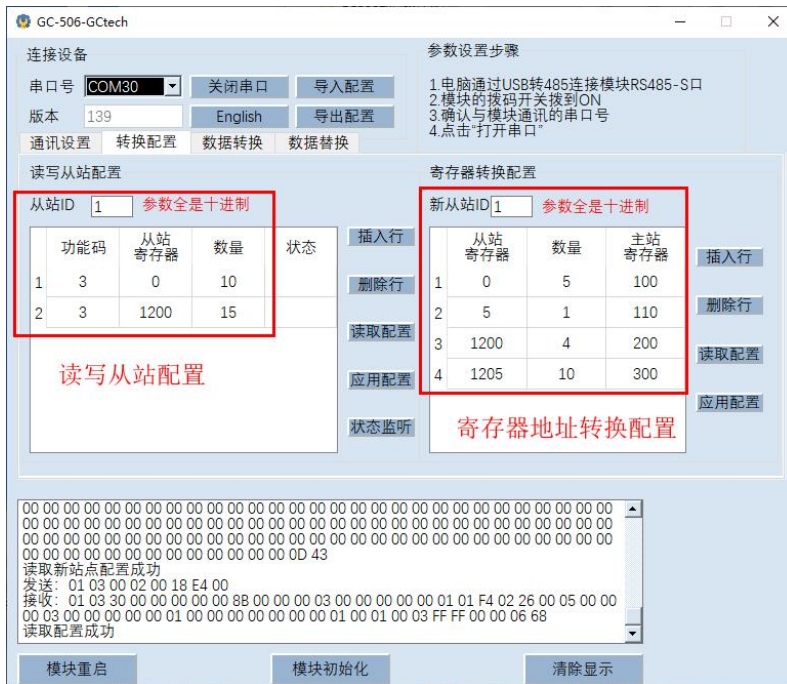 GC-506-GCtech
连接设备
串口号 COM30 关闭串口 导入配置
版本 139 English 导出配置
参数设置步骤
1.电脑通过USB转485连接模块RS485-S口
2.模块的拨码开关拨到ON
3.确认与模块通讯的串口号
4.点击“打开串口”
通讯设置 转换配置 数据转换 数据替换
读写从站配置
从站ID 1 参数全是十进制
功能码 从站寄存器 数量 状态
1 3 0 10
2 3 1200 15
读写从站配置
插入行
删除行
读取配置
应用配置
状态监听
寄存器转换配置
新从站ID 1 参数全是十进制
从站寄存器 数量 主站寄存器
1 0 5 100
2 5 1 110
3 1200 4 200
4 1205 10 300
寄存器地址转换配置
插入行
删除行
读取配置
应用配置
00 00 00 00 00 00 00 00 00 00 00 00 00 00 00 00 00 00 00 00 00 00 00 00 00 00 00 00 00
00 00 00 00 00 00 00 00 00 00 00 00 00 00 00 00 00 00 00 00 00 00 00 00 00 00 00 00 00
00 00 00 00 00 00 00 00 00 00 00 00 00 00 00 00 00 00 00 00 00 00 00 00 00 00 00 00 00
00 00 00 00 00 00 00 00 00 00 00 00 00 0D 43
读取新站点配置成功
发送：01 03 00 02 00 18 E4 00
接收：01 03 30 00 00 00 00 00 8B 00 00 00 03 00 00 00 00 00 01 01 F4 02 26 00 05 00 00
00 03 00 00 00 00 01 00 00 00 00 00 00 00 01 00 01 00 03 FF FF 00 00 06 68
读取配置成功
模块重启 模块初始化 清除显示